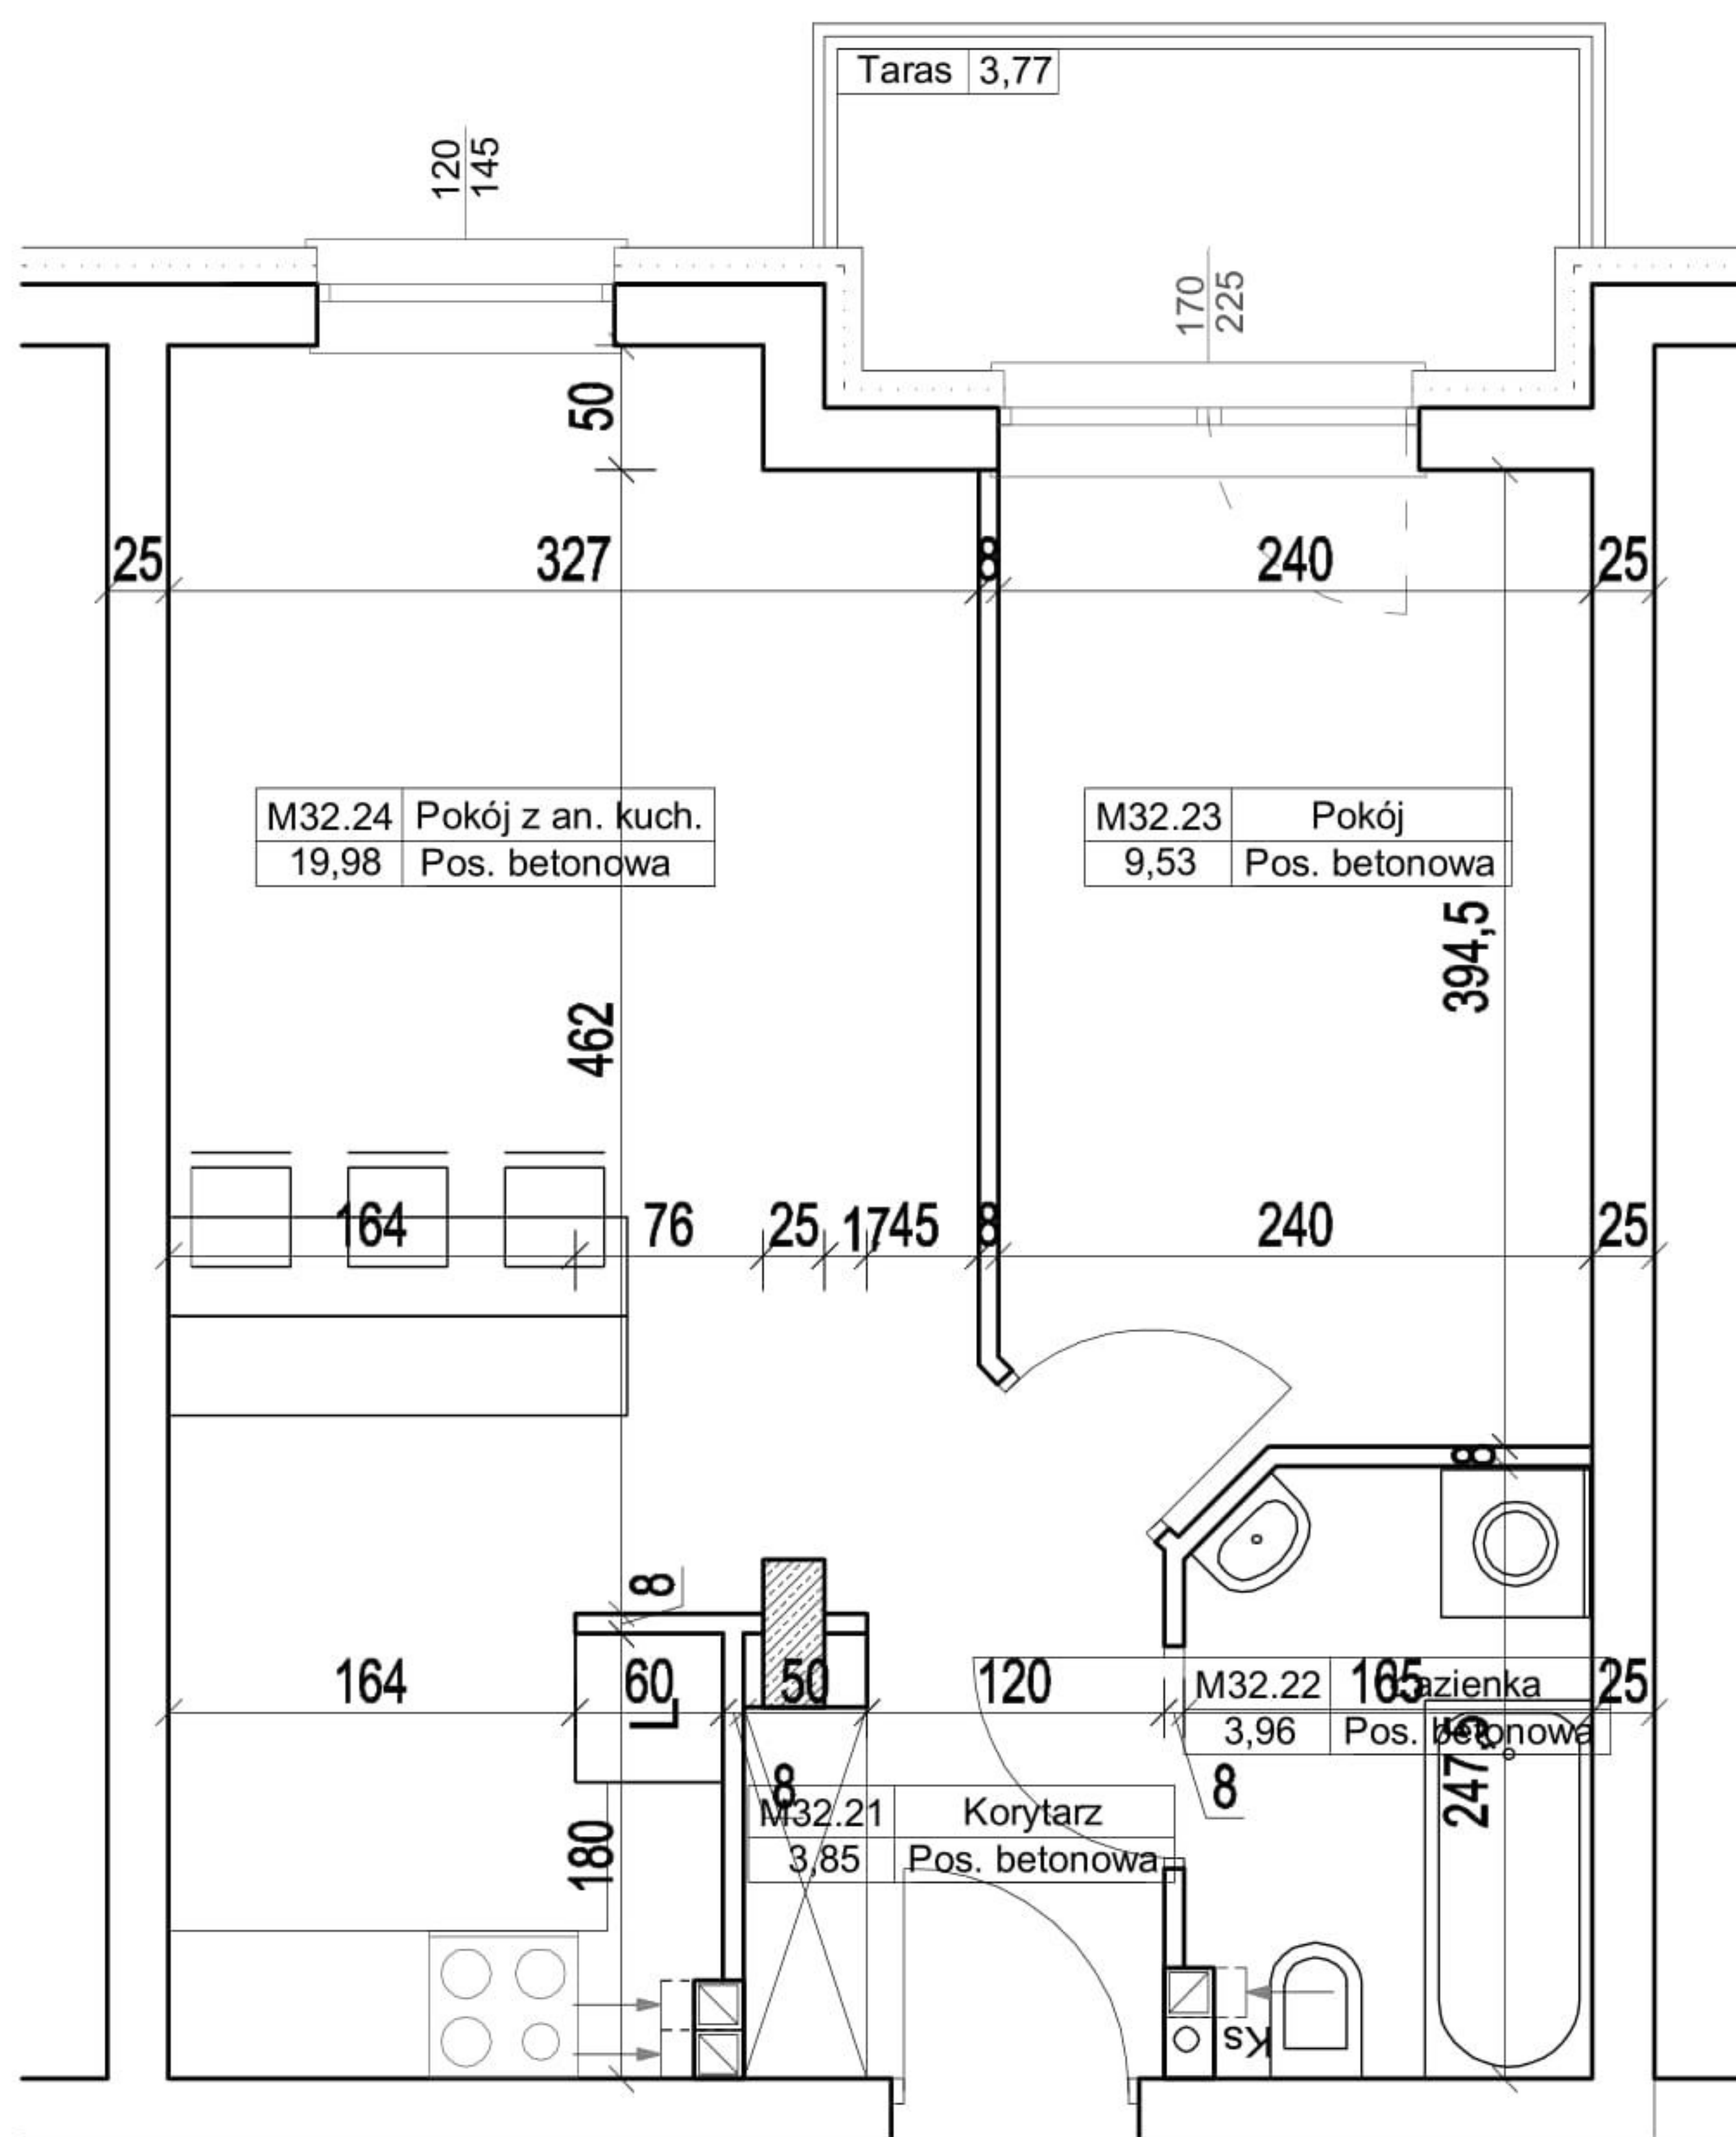 Taras 3,77
120
145
170
225
50
25 327 8 240 25
M32.24 Pokój z an. kuch.
19,98 Pos. betonowa
M32.23 Pokój
9,53 Pos. betonowa
394,5
462
164 76 25 17 45 8 240 25
8
8
164 60 50 120 165 25
L
M32.22 Łazienka
3,96 Pos. betonowa
247,5
8
8
M32.21 Korytarz
3,85 Pos. betonowa
180
Ks